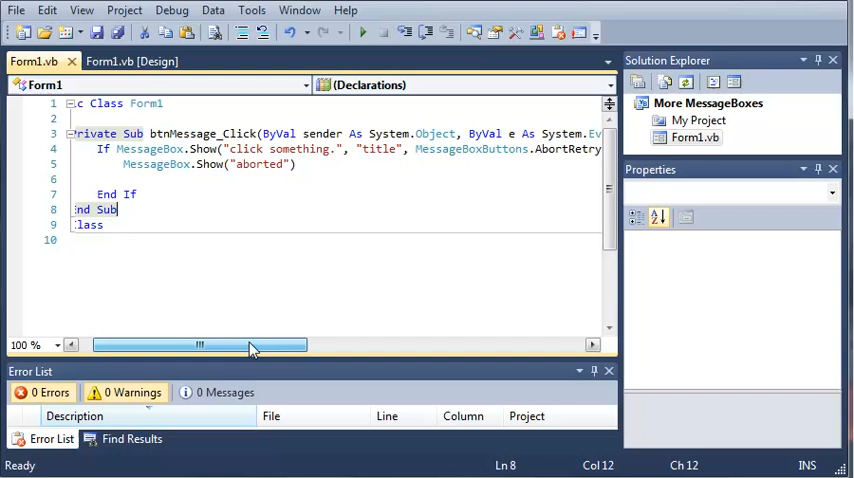 File Edit View Project Debug Data Tools Window Help
Form1.vb Form1.vb [Design]
Form1 (Declarations)
1 c Class Form1
2
3 rivate Sub btnMessage_Click(ByVal sender As System.Object, ByVal e As System.Ev
4 If MessageBox.Show("click something.", "title", MessageBoxButtons.AbortRetry
5 MessageBox.Show("aborted")
6
7 End If
8 nd Sub
9 lass
10
100 %
Error List
0 Errors 0 Warnings 0 Messages
Description File Line Column Project
Error List Find Results
Solution Explorer
More MessageBoxes
My Project
Form1.vb
Properties
Ready Ln 8 Col 12 Ch 12 INS